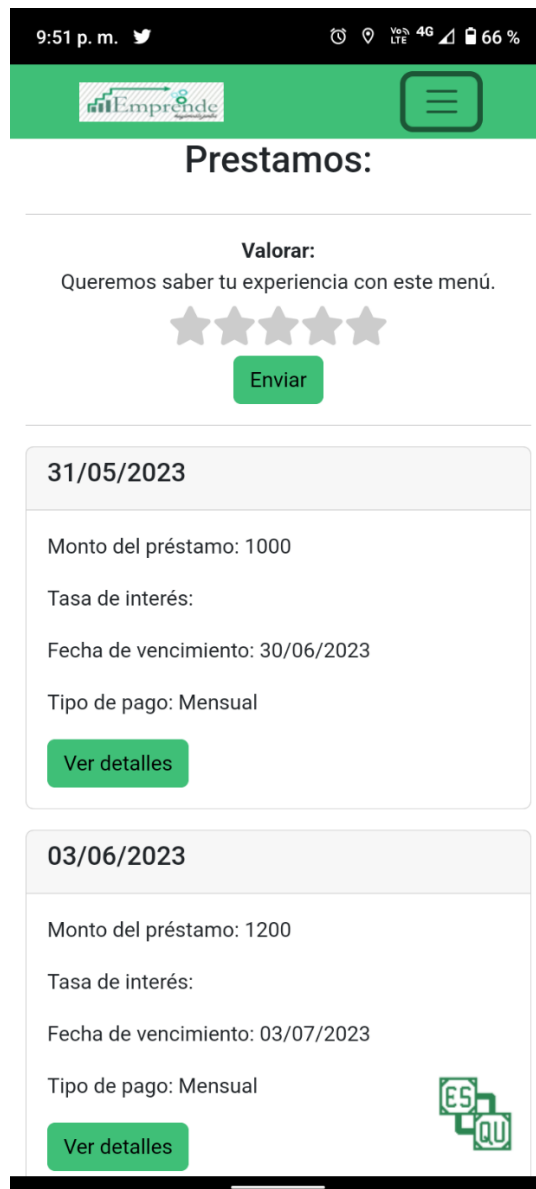 9:51 p. m. Vo)) LTE 4G 66 %
Emprende
Prestamos:
Valorar:
Queremos saber tu experiencia con este menú.
Enviar
31/05/2023
Monto del préstamo: 1000
Tasa de interés:
Fecha de vencimiento: 30/06/2023
Tipo de pago: Mensual
Ver detalles
03/06/2023
Monto del préstamo: 1200
Tasa de interés:
Fecha de vencimiento: 03/07/2023
Tipo de pago: Mensual
ES
QU
Ver detalles